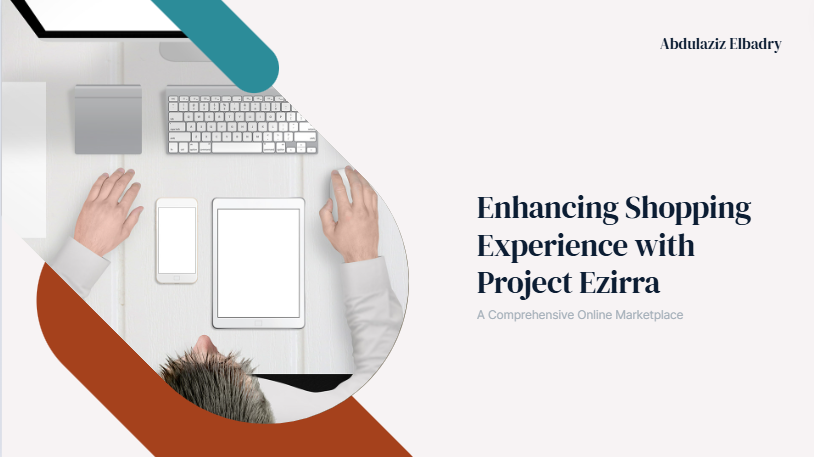 Abdulaziz Elbadry
Enhancing Shopping
Experience with
Project Ezirra
A Comprehensive Online Marketplace